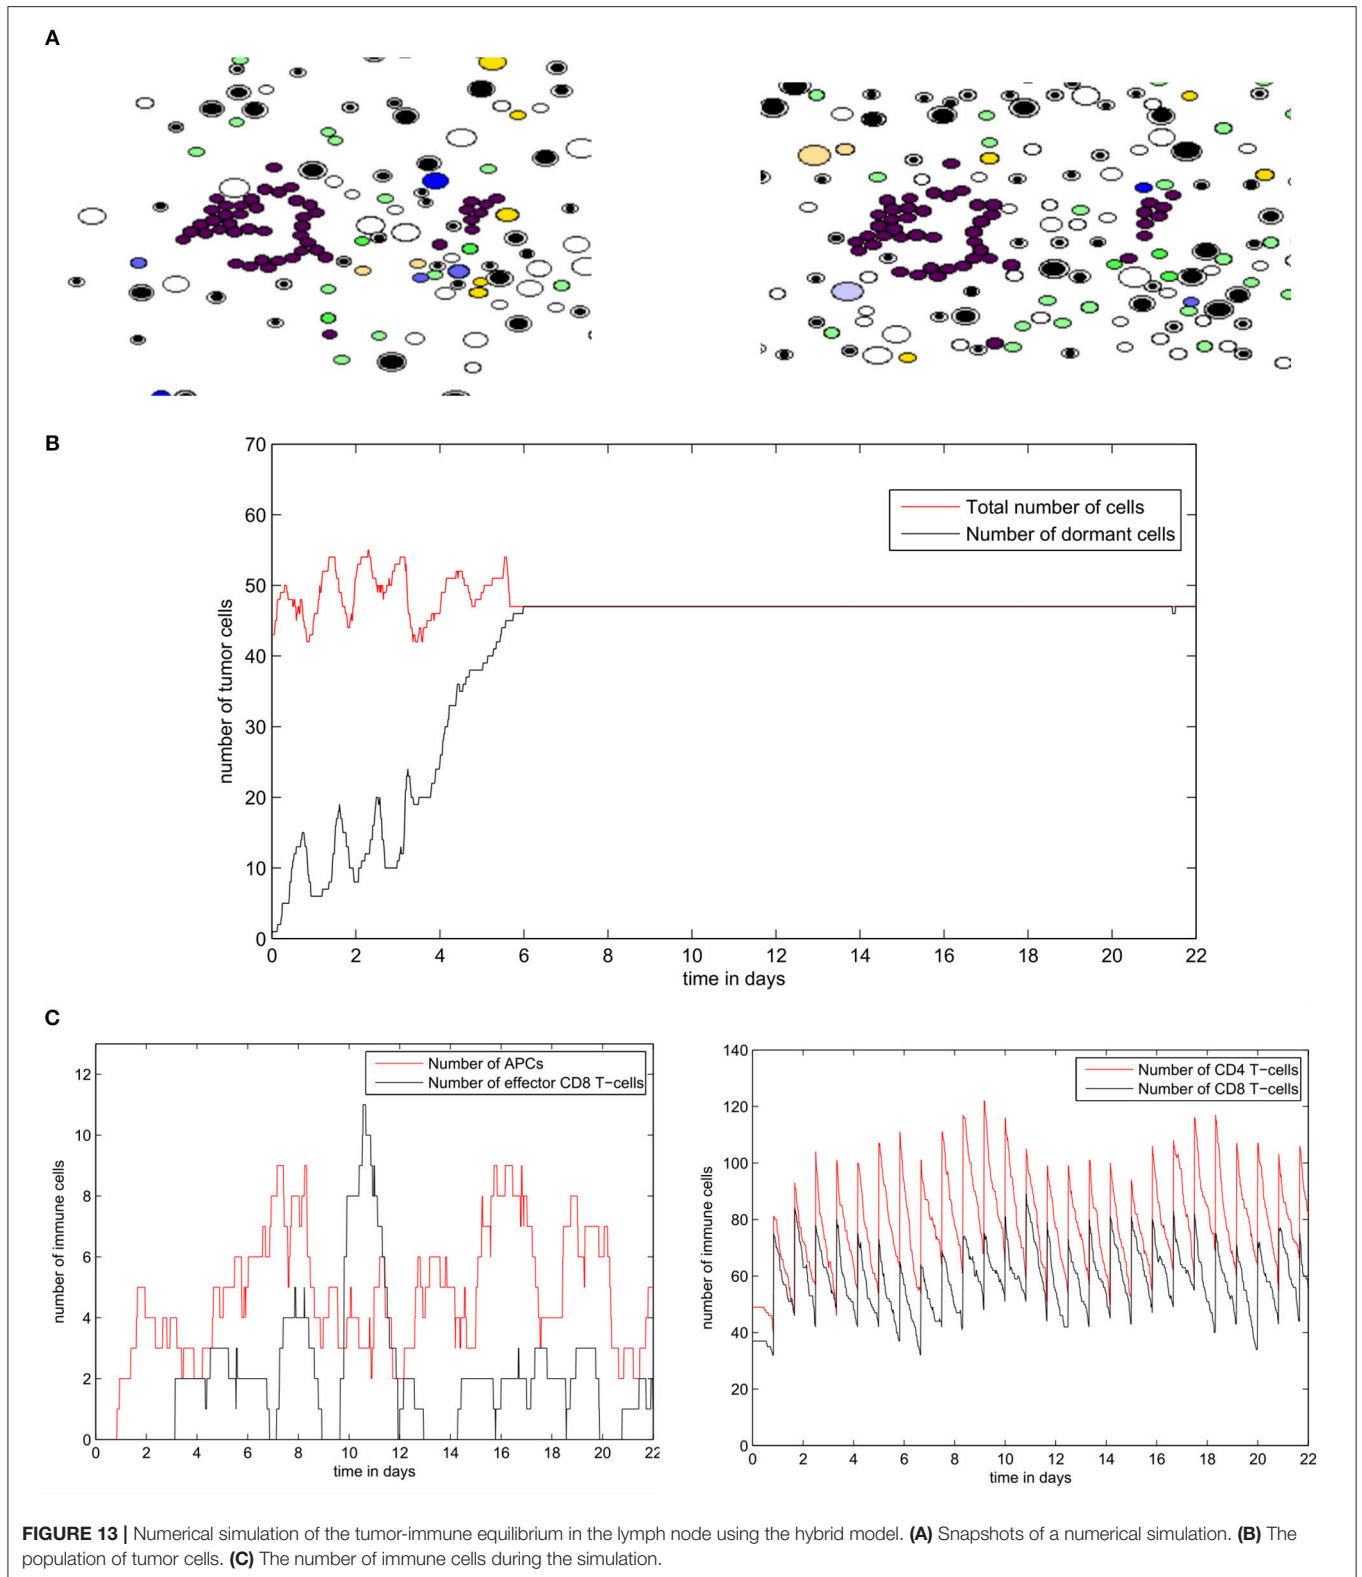 A
B
70
60
50
40
30
20
10
0
number of tumor cells
Total number of cells
Number of dormant cells
0 2 4 6 8 10 12 14 16 18 20 22
time in days
C
12
10
8
6
4
2
0
number of immune cells
Number of APCs
Number of effector CD8 T-cells
0 2 4 6 8 10 12 14 16 18 20 22
time in days
140
120
100
80
60
40
20
0
number of immune cells
Number of CD4 T-cells
Number of CD8 T-cells
0 2 4 6 8 10 12 14 16 18 20 22
time in days
FIGURE 13 | Numerical simulation of the tumor-immune equilibrium in the lymph node using the hybrid model. (A) Snapshots of a numerical simulation. (B) The
population of tumor cells. (C) The number of immune cells during the simulation.